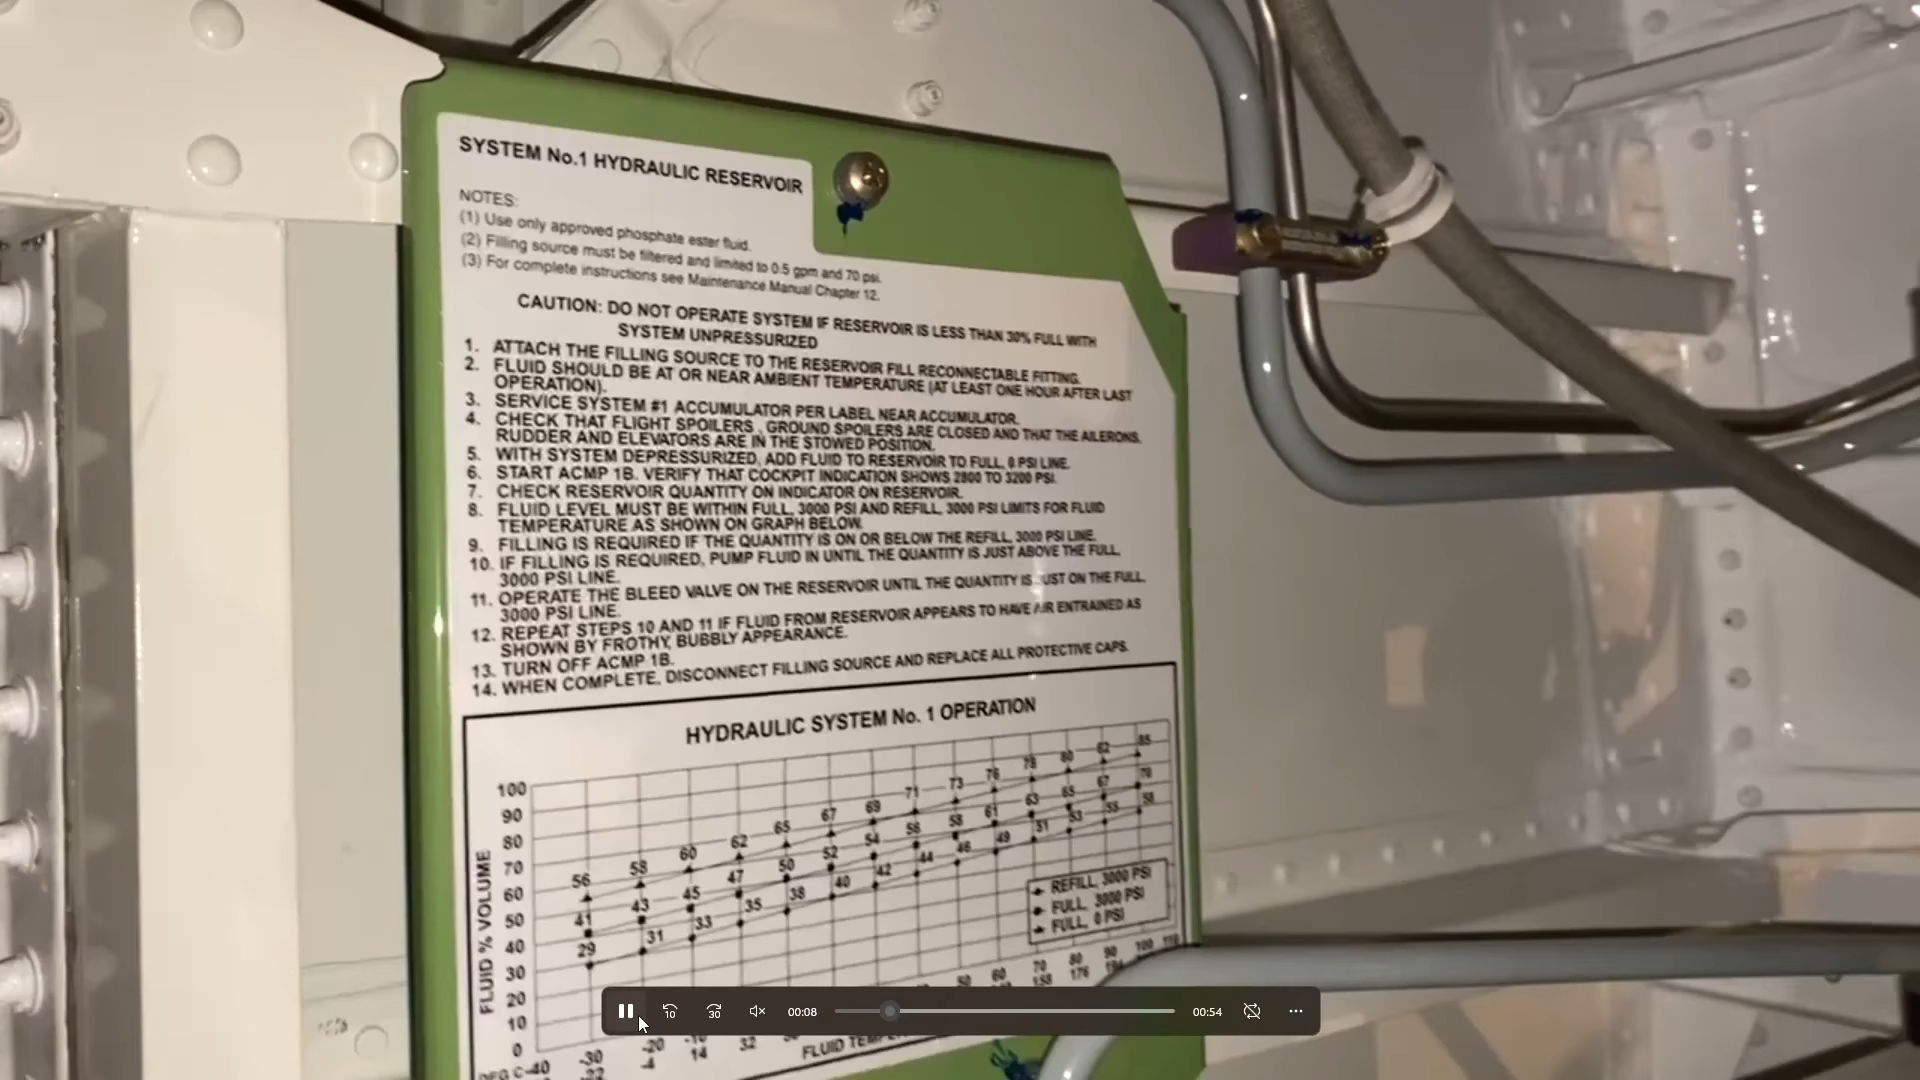 SYSTEM No.1 HYDRAULIC RESERVOIR
NOTES:
(1) Use only approved phosphate ester fluid.
(2) Filling source must be filtered and limited to 0.5 gpm and 70 psi.
(3) For complete instructions see Maintenance Manual Chapter 12.
CAUTION: DO NOT OPERATE SYSTEM IF RESERVOIR IS LESS THAN 30% FULL WITH
SYSTEM UNPRESSURIZED
1. ATTACH THE FILLING SOURCE TO THE RESERVOIR FILL RECONNECTABLE FITTING.
2. FLUID SHOULD BE AT OR NEAR AMBIENT TEMPERATURE (AT LEAST ONE HOUR AFTER LAST
OPERATION).
3. SERVICE SYSTEM #1 ACCUMULATOR PER LABEL NEAR ACCUMULATOR.
4. CHECK THAT FLIGHT SPOILERS , GROUND SPOILERS ARE CLOSED AND THAT THE AILERONS,
RUDDER AND ELEVATORS ARE IN THE STOWED POSITION.
5. WITH SYSTEM DEPRESSURIZED, ADD FLUID TO RESERVOIR TO FULL, 0 PSI LINE.
6. START ACMP 1B. VERIFY THAT COCKPIT INDICATION SHOWS 2800 TO 3200 PSI.
7. CHECK RESERVOIR QUANTITY ON INDICATOR ON RESERVOIR.
8. FLUID LEVEL MUST BE WITHIN FULL, 3000 PSI AND REFILL, 3000 PSI LIMITS FOR FLUID
TEMPERATURE AS SHOWN ON GRAPH BELOW.
9. FILLING IS REQUIRED IF THE QUANTITY IS ON OR BELOW THE REFILL, 3000 PSI LINE.
10. IF FILLING IS REQUIRED, PUMP FLUID IN UNTIL THE QUANTITY IS JUST ABOVE THE FULL,
3000 PSI LINE.
11. OPERATE THE BLEED VALVE ON THE RESERVOIR UNTIL THE QUANTITY IS JUST ON THE FULL,
3000 PSI LINE.
12. REPEAT STEPS 10 AND 11 IF FLUID FROM RESERVOIR APPEARS TO HAVE AIR ENTRAINED AS
SHOWN BY FROTHY, BUBBLY APPEARANCE.
13. TURN OFF ACMP 1B.
14. WHEN COMPLETE, DISCONNECT FILLING SOURCE AND REPLACE ALL PROTECTIVE CAPS.
HYDRAULIC SYSTEM No. 1 OPERATION
FLUID % VOLUME
100
90
80
70
60
50
40
30
20
10
0
56 58 60 62 65 67 69 71 73 76 78 80 82 85
41 43 45 47 50 52 54 56 58 61 63 65 67 70
29 31 33 35 38 40 42 44 46 49 51 53 55 58
REFILL, 3000 PSI
FULL, 3000 PSI
FULL, 0 PSI
DEG C -40 -30 -20 -10 50 60 70 80 90 100 110
-22 -4 14 32 158 176 194
FLUID
10 30 00:08 00:54